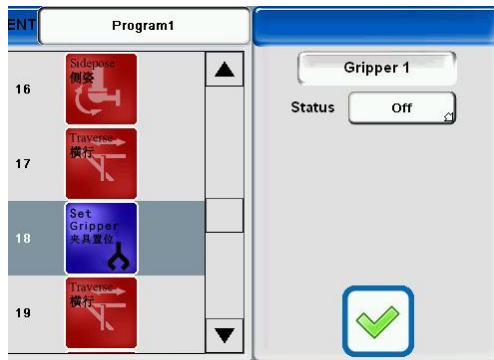 ENT
Program1
16
Sidepose
侧姿
17
Traverse
横行
18
Set
Gripper
夹具置位
19
Traverse
横行
Gripper 1
Status
Off